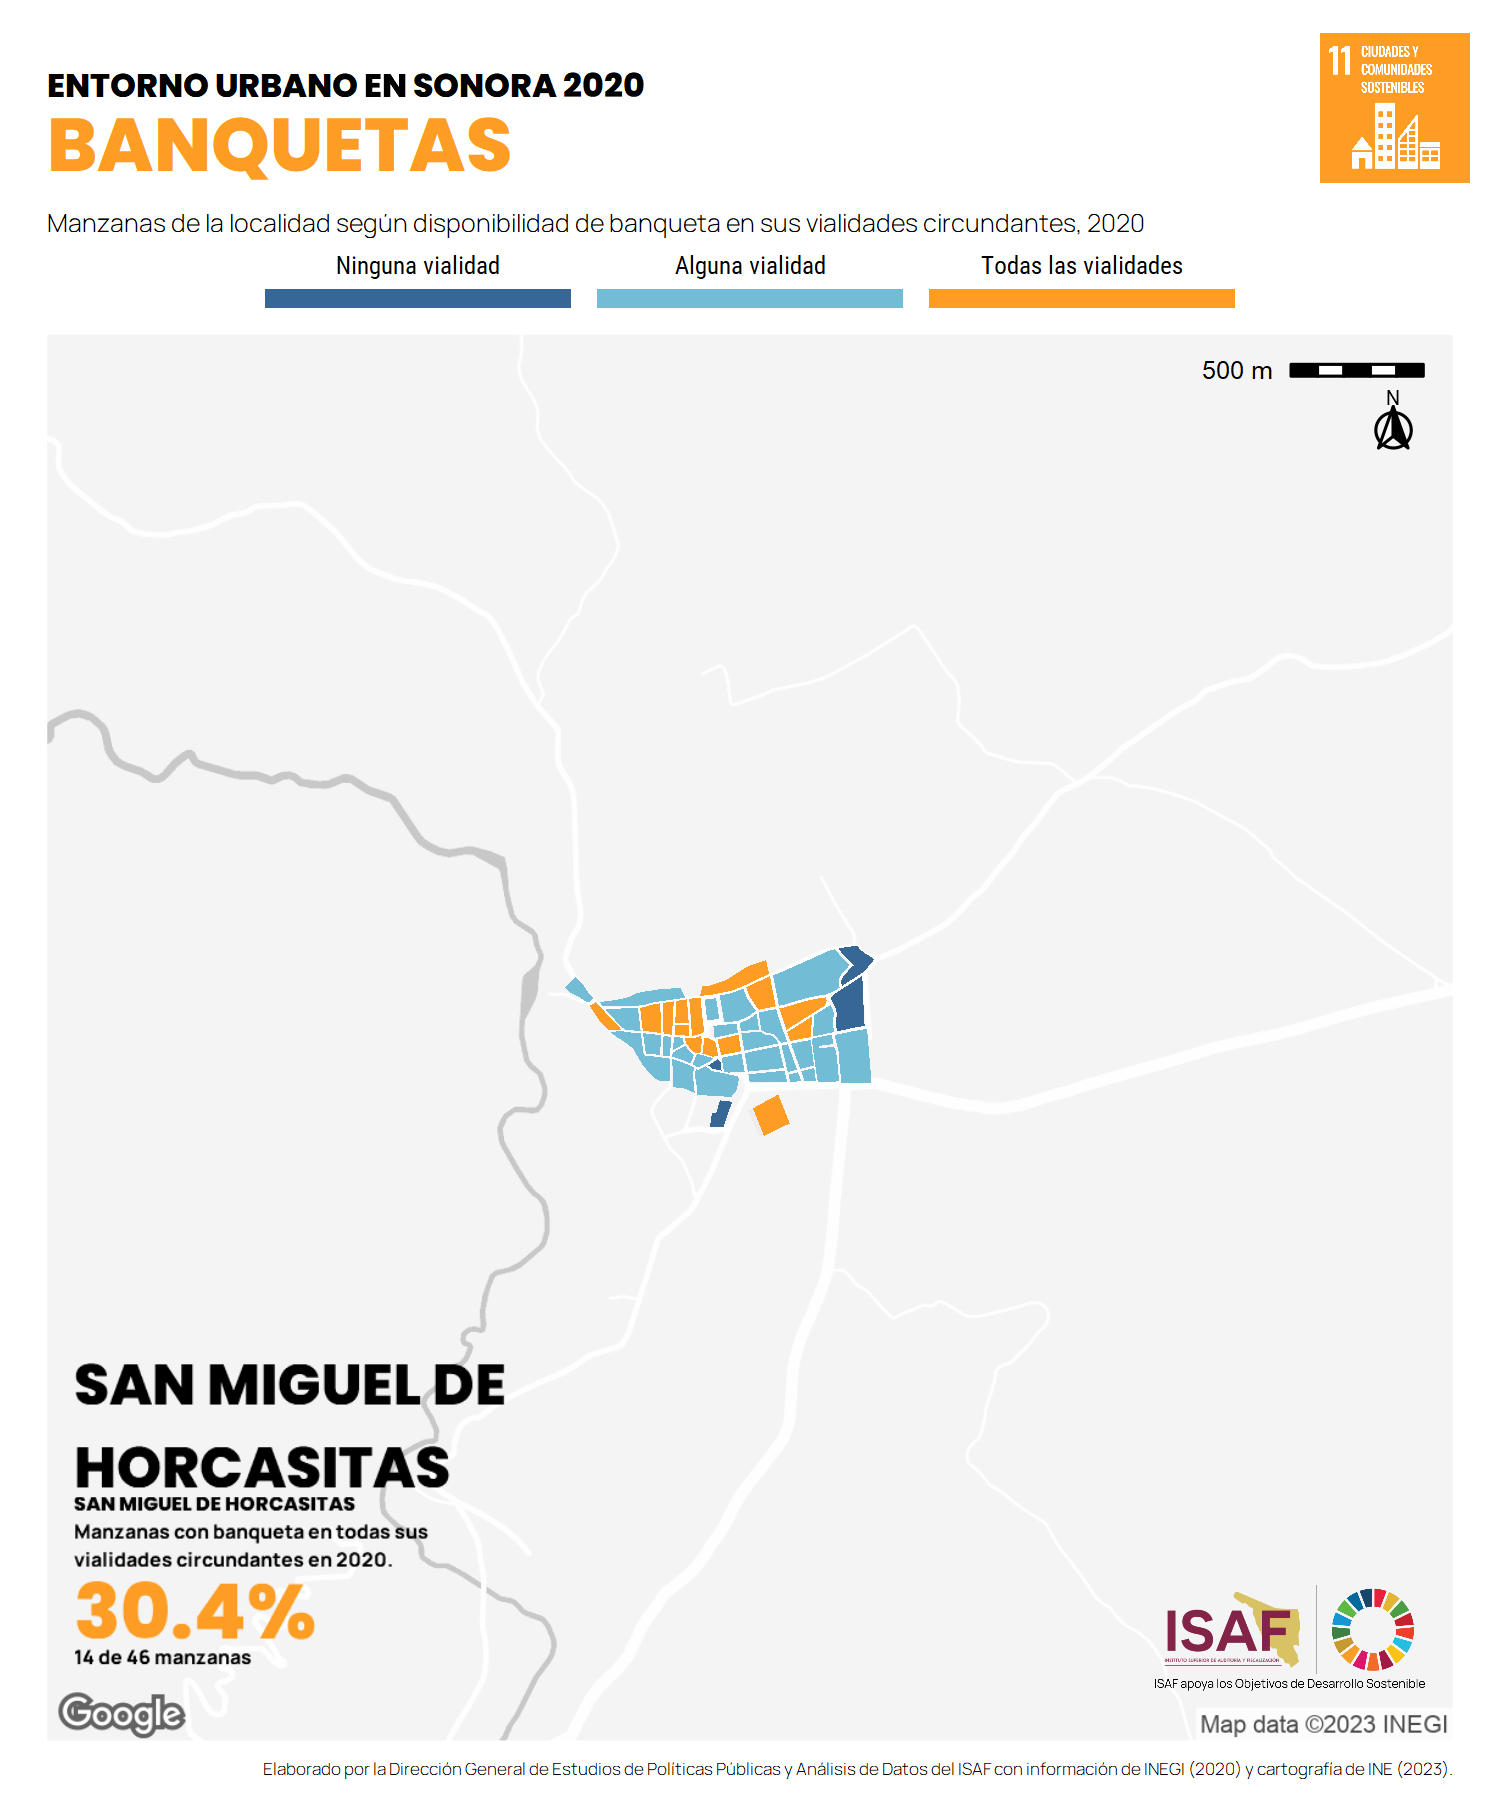 ENTORNO URBANO EN SONORA 2020
BANQUETAS
11 CIUDADES Y
COMUNIDADES
SOSTENIBLES
Manzanas de la localidad según disponibilidad de banqueta en sus vialidades circundantes, 2020
Ninguna vialidad Alguna vialidad Todas las vialidades
500 m
N
SAN MIGUEL DE
HORCASITAS
SAN MIGUEL DE HORCASITAS
Manzanas con banqueta en todas sus
vialidades circundantes en 2020.
30.4%
14 de 46 manzanas
ISAF
INSTITUTO SUPERIOR DE AUDITORÍA Y FISCALIZACIÓN
ISAF apoya los Objetivos de Desarrollo Sostenible
Google
Map data ©2023 INEGI
Elaborado por la Dirección General de Estudios de Políticas Públicas y Análisis de Datos del ISAF con información de INEGI (2020) y cartografía de INE (2023).